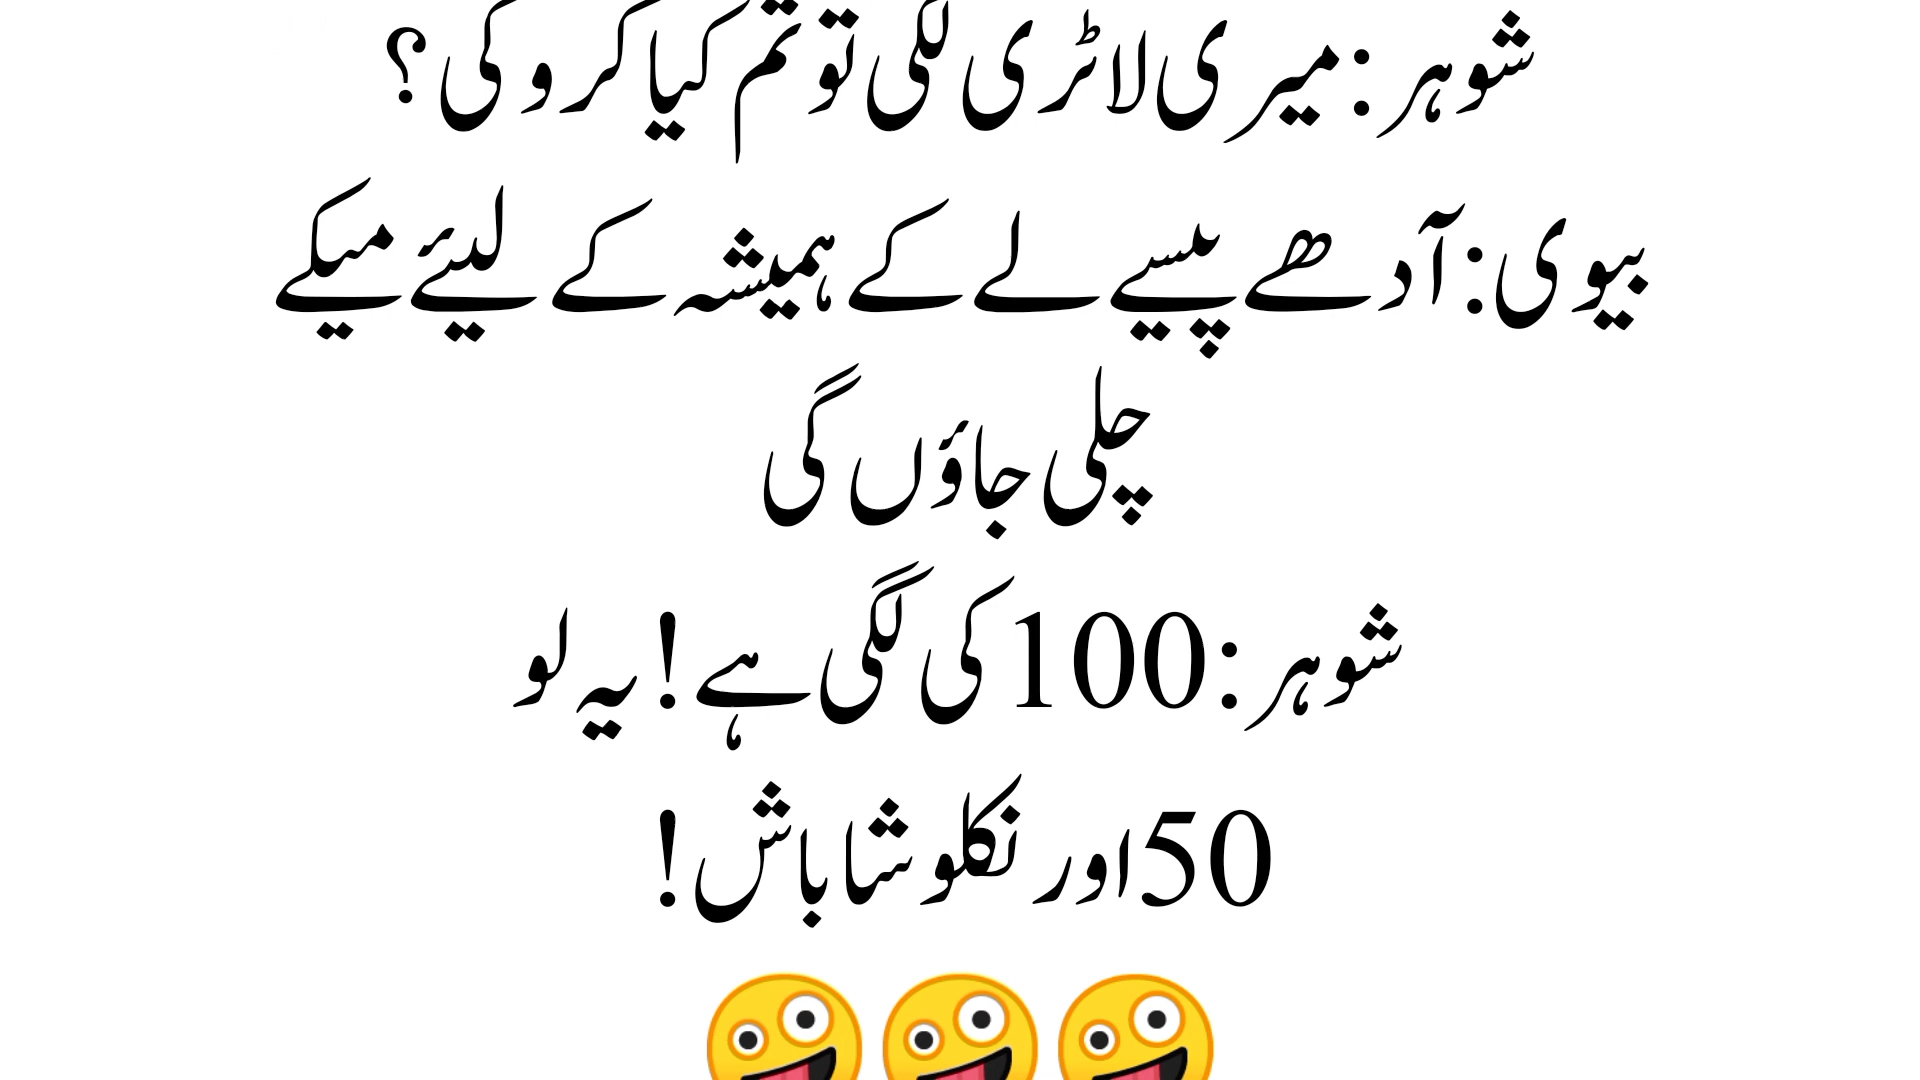 شوہر: میری لاٹری لگی تو تم کیا کرو کی؟
بیوی: آدھے پیسے لے کے ہمیشہ کے لیئے میکے
چلی جاؤں گی
شوہر: 100 کی لگی ہے! یہ لو
50 اور نکلو شاباش!
🤪🤪🤪